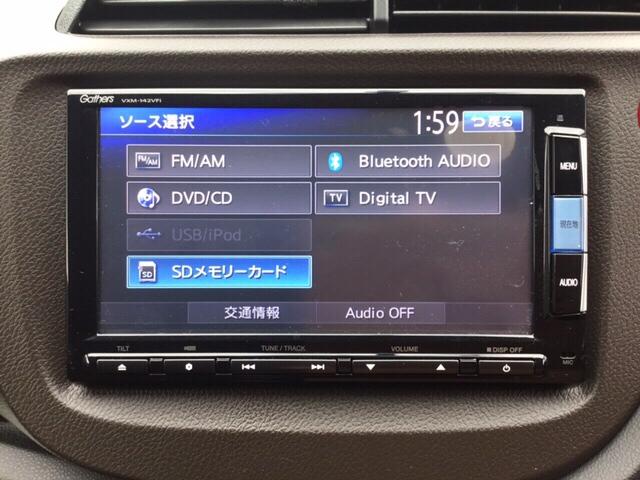 Gathers VXM-142VFi
ソース選択 1:59 戻る
FM/AM FM/AM Bluetooth AUDIO
DVD/CD TV Digital TV
USB/iPod
SD SDメモリーカード
交通情報 Audio OFF
MENU
現在地
AUDIO
TILT TUNE / TRACK VOLUME DISP OFF MIC